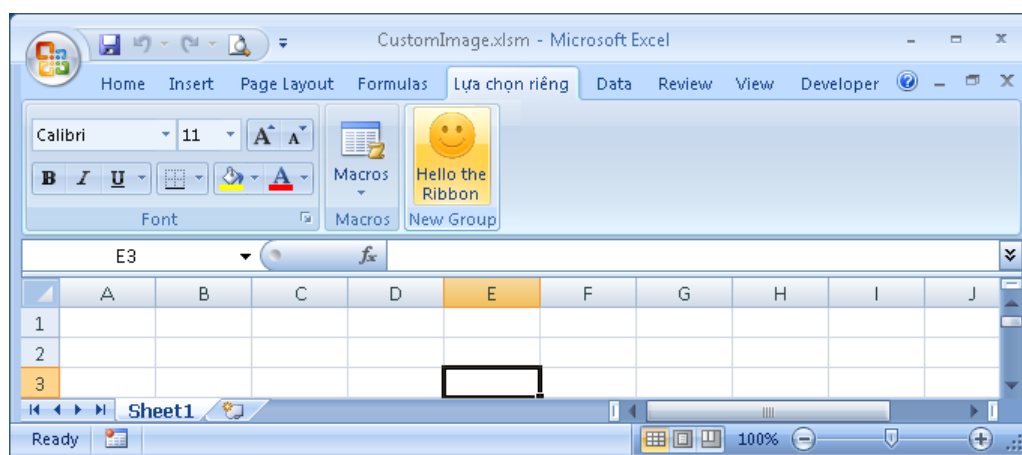 CustomImage.xlsm - Microsoft Excel
Home Insert Page Layout Formulas Lựa chọn riêng Data Review View Developer
Calibri 11 A A Macros Hello the Ribbon
B I U A
Font Macros New Group
E3 fx
A B C D E F G H I J
1
2
3
Sheet1
Ready 100%